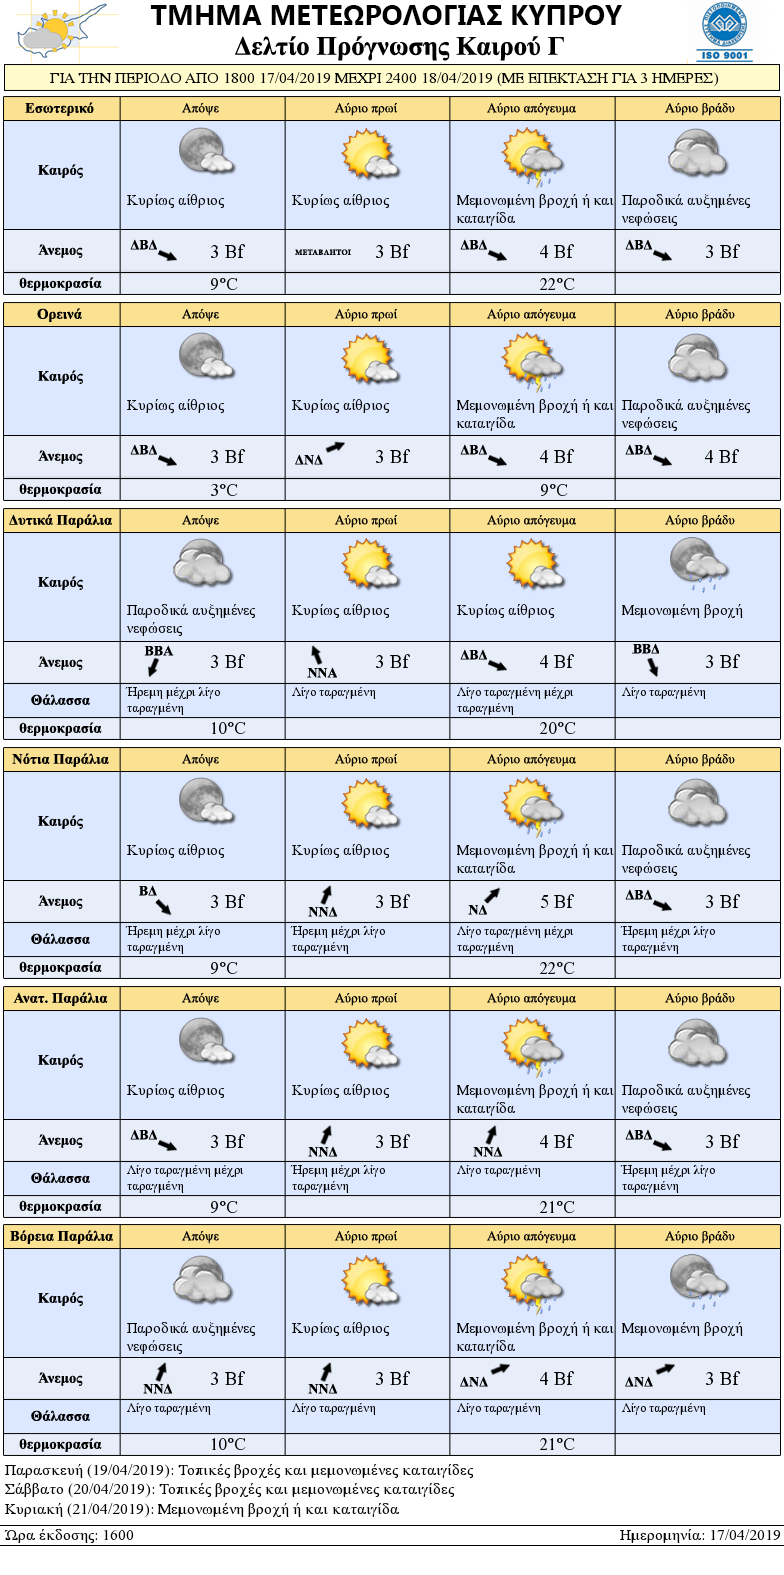 ΤΜΗΜΑ ΜΕΤΕΩΡΟΛΟΓΙΑΣ ΚΥΠΡΟΥ
Δελτίο Πρόγνωσης Καιρού Γ
ISO 9001
ΓΙΑ ΤΗΝ ΠΕΡΙΟΔΟ ΑΠΟ 1800 17/04/2019 ΜΕΧΡΙ 2400 18/04/2019 (ΜΕ ΕΠΕΚΤΑΣΗ ΓΙΑ 3 ΗΜΕΡΕΣ)
Εσωτερικό Απόψε Αύριο πρωί Αύριο απόγευμα Αύριο βράδυ
Καιρός Κυρίως αίθριος Κυρίως αίθριος Μεμονωμένη βροχή ή και Παροδικά αυξημένες
καταιγίδα νεφώσεις
Άνεμος ΔΒΔ 3 Bf ΜΕΤΑΒΛΗΤΟΙ 3 Bf ΔΒΔ 4 Bf ΔΒΔ 3 Bf
θερμοκρασία 9°C 22°C
Ορεινά Απόψε Αύριο πρωί Αύριο απόγευμα Αύριο βράδυ
Καιρός Κυρίως αίθριος Κυρίως αίθριος Μεμονωμένη βροχή ή και Παροδικά αυξημένες
καταιγίδα νεφώσεις
Άνεμος ΔΒΔ 3 Bf ΔΝΔ 3 Bf ΔΒΔ 4 Bf ΔΒΔ 4 Bf
θερμοκρασία 3°C 9°C
Δυτικά Παράλια Απόψε Αύριο πρωί Αύριο απόγευμα Αύριο βράδυ
Καιρός Παροδικά αυξημένες Κυρίως αίθριος Κυρίως αίθριος Μεμονωμένη βροχή
νεφώσεις
Άνεμος ΒΒΑ 3 Bf ΝΝΑ 3 Bf ΔΒΔ 4 Bf ΒΒΔ 3 Bf
Θάλασσα Ήρεμη μέχρι λίγο Λίγο ταραγμένη Λίγο ταραγμένη μέχρι Λίγο ταραγμένη
ταραγμένη ταραγμένη
θερμοκρασία 10°C 20°C
Νότια Παράλια Απόψε Αύριο πρωί Αύριο απόγευμα Αύριο βράδυ
Καιρός Κυρίως αίθριος Κυρίως αίθριος Μεμονωμένη βροχή ή και Παροδικά αυξημένες
καταιγίδα νεφώσεις
Άνεμος ΒΔ 3 Bf ΝΝΔ 3 Bf ΝΔ 5 Bf ΔΒΔ 3 Bf
Θάλασσα Ήρεμη μέχρι λίγο Ήρεμη μέχρι λίγο Λίγο ταραγμένη μέχρι Ήρεμη μέχρι λίγο
ταραγμένη ταραγμένη ταραγμένη ταραγμένη
θερμοκρασία 9°C 22°C
Ανατ. Παράλια Απόψε Αύριο πρωί Αύριο απόγευμα Αύριο βράδυ
Καιρός Κυρίως αίθριος Κυρίως αίθριος Μεμονωμένη βροχή ή και Παροδικά αυξημένες
καταιγίδα νεφώσεις
Άνεμος ΔΒΔ 3 Bf ΝΝΔ 3 Bf ΝΝΔ 4 Bf ΔΒΔ 3 Bf
Θάλασσα Λίγο ταραγμένη μέχρι Ήρεμη μέχρι λίγο Λίγο ταραγμένη Ήρεμη μέχρι λίγο
ταραγμένη ταραγμένη ταραγμένη
θερμοκρασία 9°C 21°C
Βόρεια Παράλια Απόψε Αύριο πρωί Αύριο απόγευμα Αύριο βράδυ
Καιρός Παροδικά αυξημένες Κυρίως αίθριος Μεμονωμένη βροχή ή και Μεμονωμένη βροχή
νεφώσεις καταιγίδα
Άνεμος ΝΝΔ 3 Bf ΝΝΔ 3 Bf ΔΝΔ 4 Bf ΔΝΔ 3 Bf
Θάλασσα Λίγο ταραγμένη Λίγο ταραγμένη Λίγο ταραγμένη Λίγο ταραγμένη
θερμοκρασία 10°C 21°C
Παρασκευή (19/04/2019): Τοπικές βροχές και μεμονωμένες καταιγίδες
Σάββατο (20/04/2019): Τοπικές βροχές και μεμονωμένες καταιγίδες
Κυριακή (21/04/2019): Μεμονωμένη βροχή ή και καταιγίδα
Ώρα έκδοσης: 1600 Ημερομηνία: 17/04/2019